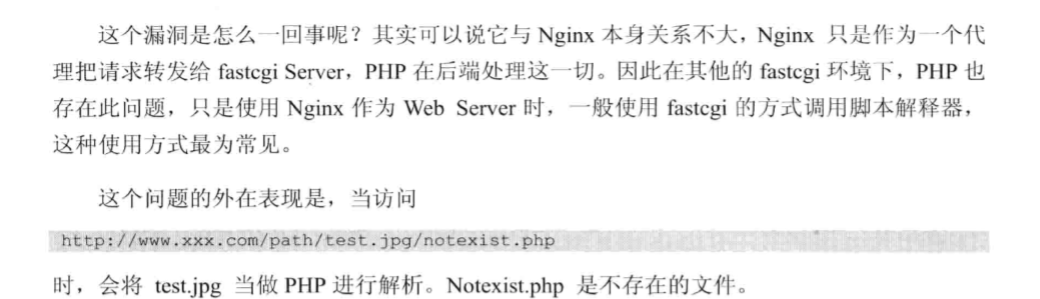 这个漏洞是怎么一回事呢？其实可以说它与 Nginx 本身关系不大，Nginx 只是作为一个代
理把请求转发给 fastcgi Server，PHP 在后端处理这一切。因此在其他的 fastcgi 环境下，PHP 也
存在此问题，只是使用 Nginx 作为 Web Server 时，一般使用 fastcgi 的方式调用脚本解释器，
这种使用方式最为常见。
这个问题的外在表现是，当访问
http://www.xxx.com/path/test.jpg/notexist.php
时，会将 test.jpg 当做 PHP 进行解析。Notexist.php 是不存在的文件。